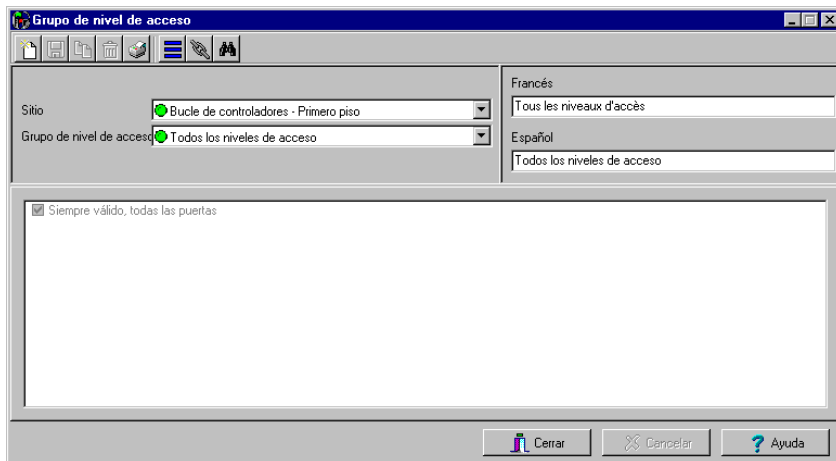 Grupo de nivel de acceso
Sitio
Bucle de controladores - Primero piso
Grupo de nivel de acceso
Todos los niveles de acceso
Francés
Tous les niveaux d'accès
Español
Todos los niveles de acceso
Siempre válido, todas las puertas
Cerrar
Cancelar
Ayuda